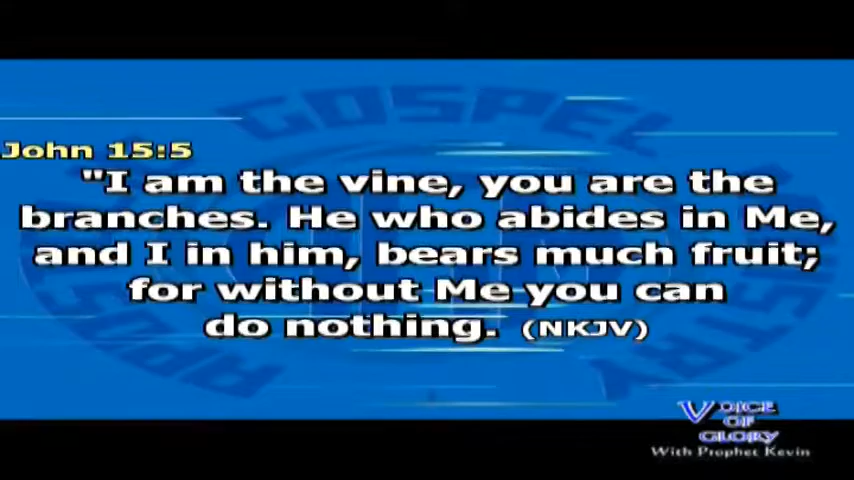 GOSPEL
John 15:5
"I am the vine, you are the
branches. He who abides in Me,
and I in him, bears much fruit;
for without Me you can
do nothing. (NKJV)
VOICE
OF
GLORY
With Prophet Kevin